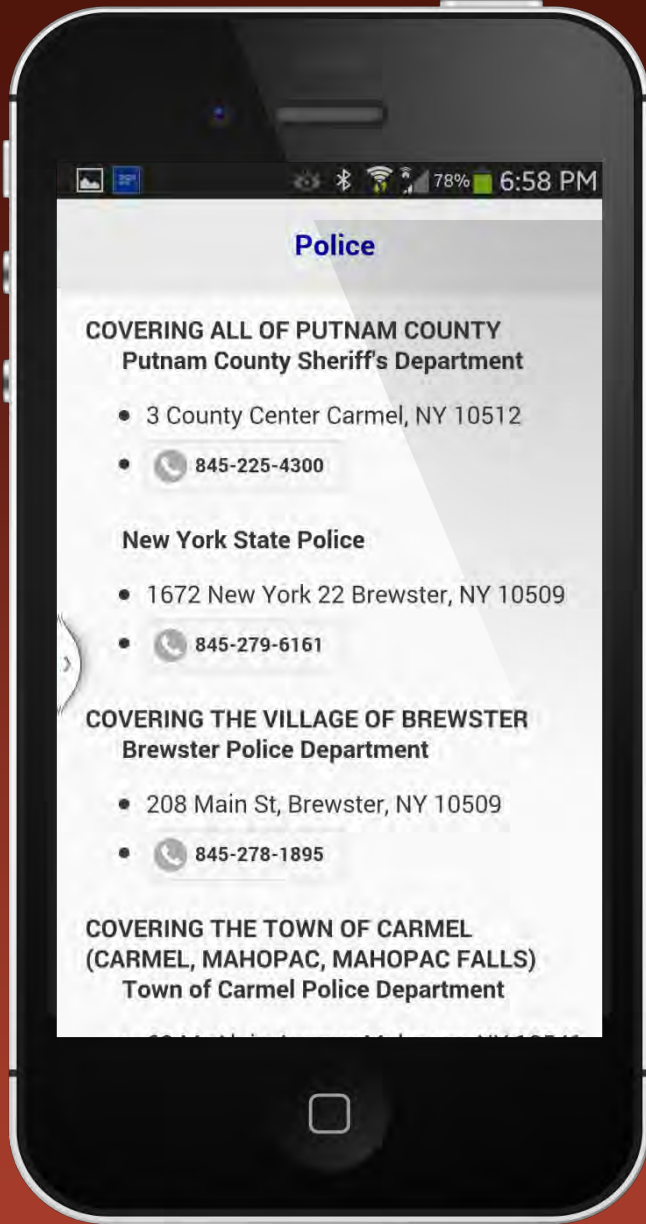 78% 6:58 PM
Police
COVERING ALL OF PUTNAM COUNTY
Putnam County Sheriff's Department
3 County Center Carmel, NY 10512
845-225-4300
New York State Police
1672 New York 22 Brewster, NY 10509
845-279-6161
COVERING THE VILLAGE OF BREWSTER
Brewster Police Department
208 Main St, Brewster, NY 10509
845-278-1895
COVERING THE TOWN OF CARMEL
(CARMEL, MAHOPAC, MAHOPAC FALLS)
Town of Carmel Police Department